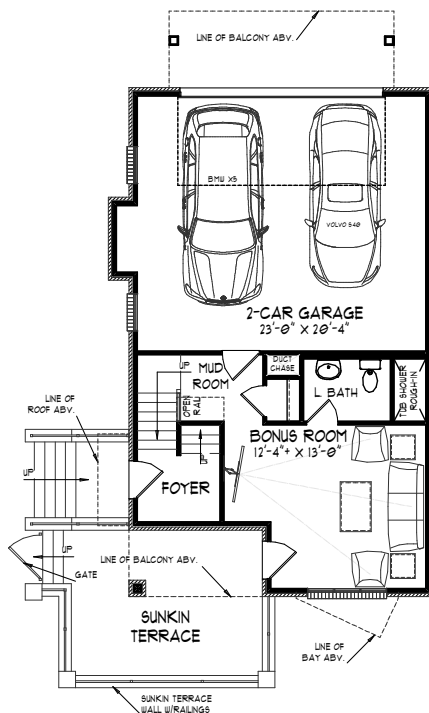 LINE OF BALCONY ABV.
BMW X5
VOLVO S40
2-CAR GARAGE
23'-0" X 20'-4"
UP
MUD
ROOM
DUCT
CHASE
OPEN
RAIL
L. BATH
TUB SHOWER
ROUGH-IN
LINE OF
ROOF ABV.
BONUS ROOM
12'-4"+ X 13'-0"
UP
UP
FOYER
UP
GATE
LINE OF BALCONY ABV.
SUNKIN
TERRACE
LINE OF
BAY ABV.
SUNKIN TERRACE
WALL W/RAILINGS